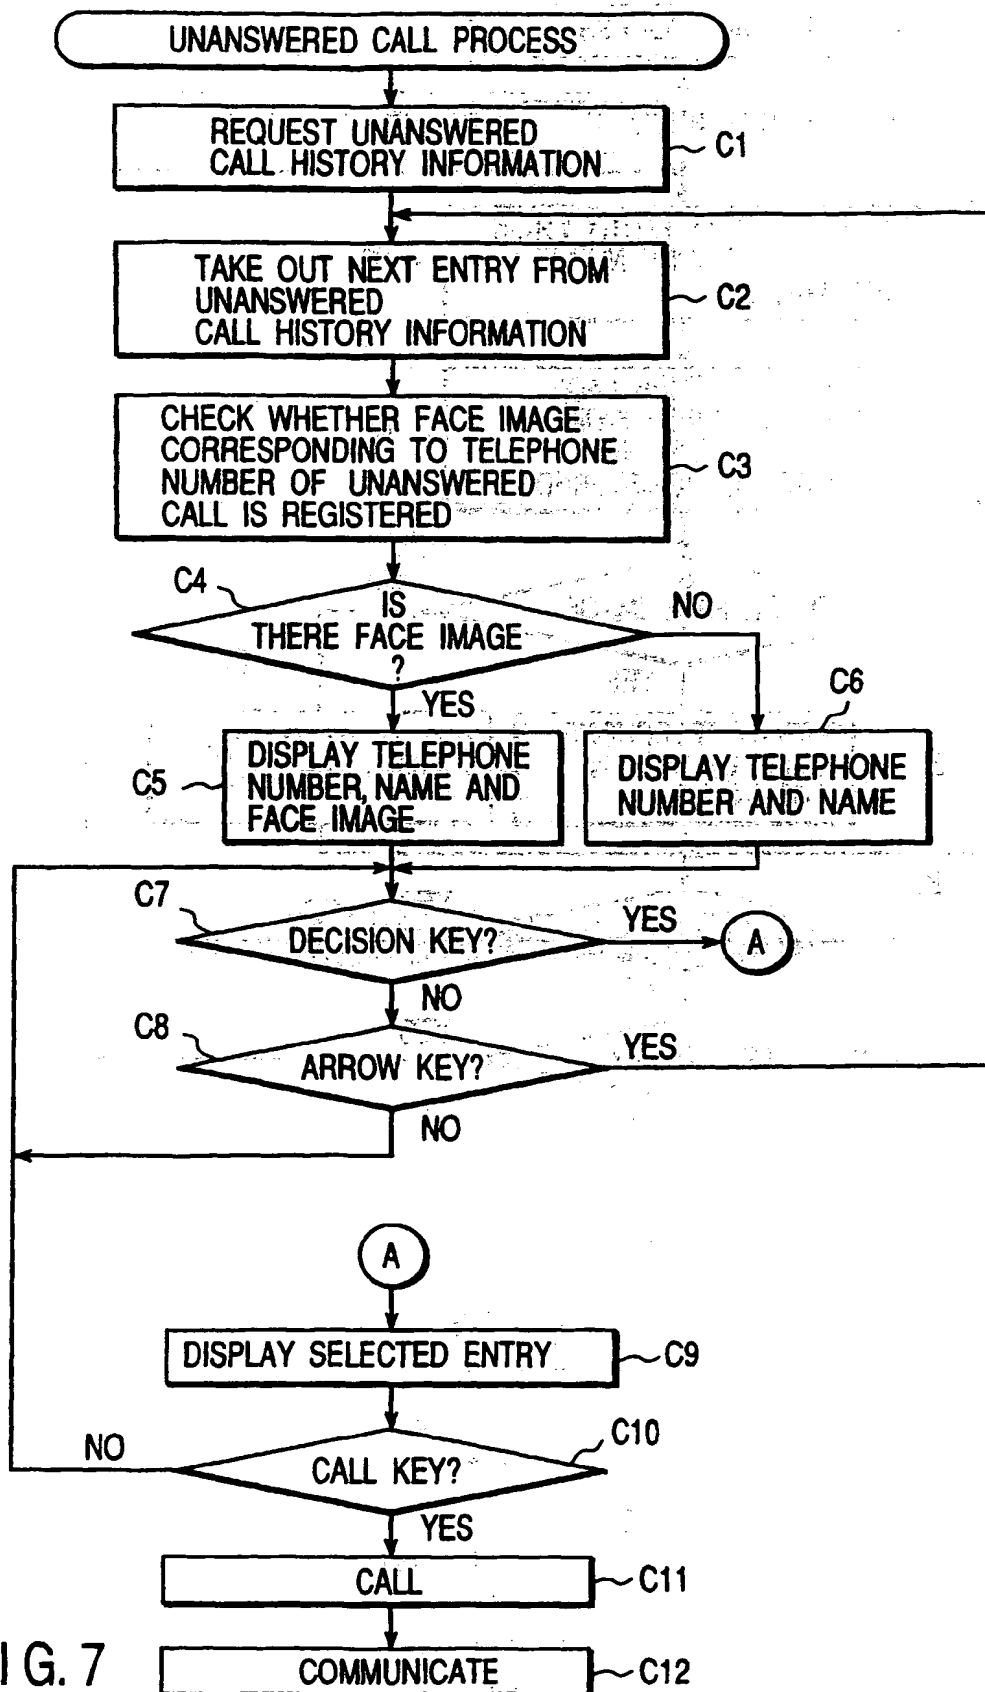 UNANSWERED CALL PROCESS
REQUEST UNANSWERED
CALL HISTORY INFORMATION
C1
TAKE OUT NEXT ENTRY FROM
UNANSWERED
CALL HISTORY INFORMATION
C2
CHECK WHETHER FACE IMAGE
CORRESPONDING TO TELEPHONE
NUMBER OF UNANSWERED
CALL IS REGISTERED
C3
C4
IS
THERE FACE IMAGE
?
NO
YES
C6
C5
DISPLAY TELEPHONE
NUMBER, NAME AND
FACE IMAGE
DISPLAY TELEPHONE
NUMBER AND NAME
C7
DECISION KEY?
YES
A
NO
C8
ARROW KEY?
YES
NO
A
DISPLAY SELECTED ENTRY
C9
C10
NO
CALL KEY?
YES
CALL
C11
COMMUNICATE
C12
IG. 7